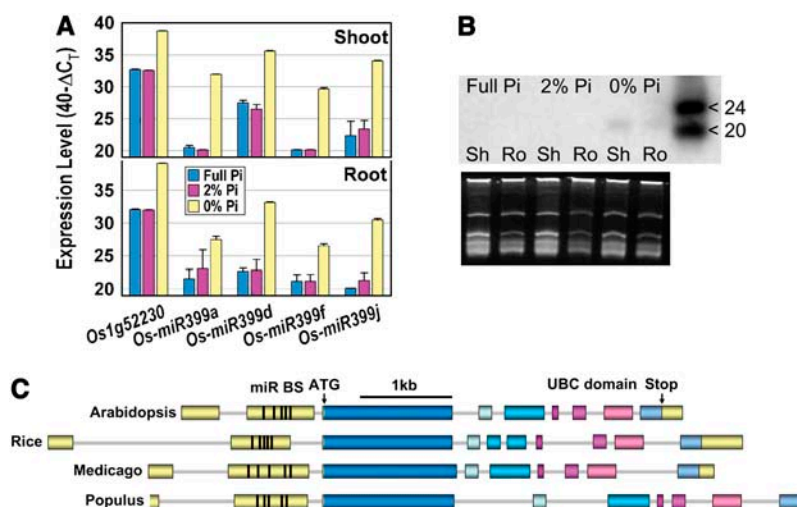 A
Expression Level (40-ΔCT)
40
35
30
25
20
Shoot
35
30
25
20
Root
Full Pi
2% Pi
0% Pi
Os1g52230
Os-miR399a
Os-miR399d
Os-miR399f
Os-miR399j
B
Full Pi 2% Pi 0% Pi
< 24
< 20
Sh Ro Sh Ro Sh Ro
C
miR BS ATG 1kb UBC domain Stop
Arabidopsis
Rice
Medicago
Populus